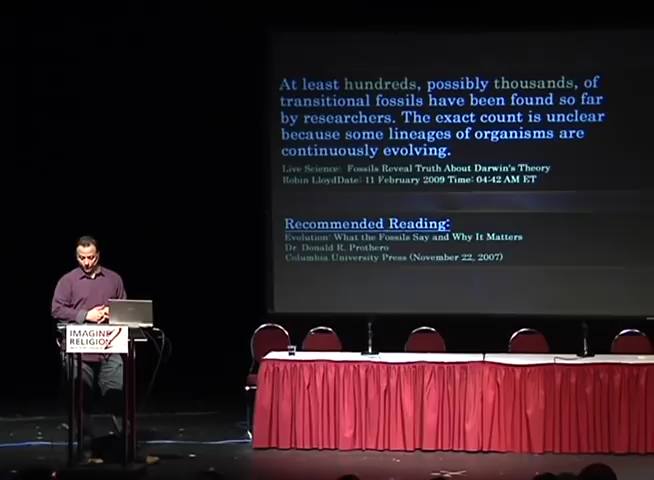 At least hundreds, possibly thousands, of
transitional fossils have been found so far
by researchers. The exact count is unclear
because some lineages of organisms are
continuously evolving.
Live Science: Fossils Reveal Truth About Darwin's Theory
Robin LloydDate: 11 February 2009 Time: 04:42 AM ET
Recommended Reading:
Evolution: What the Fossils Say and Why It Matters
Dr. Donald R. Prothero
Columbia University Press (November 22, 2007)
IMAGINE
RELIGION 2